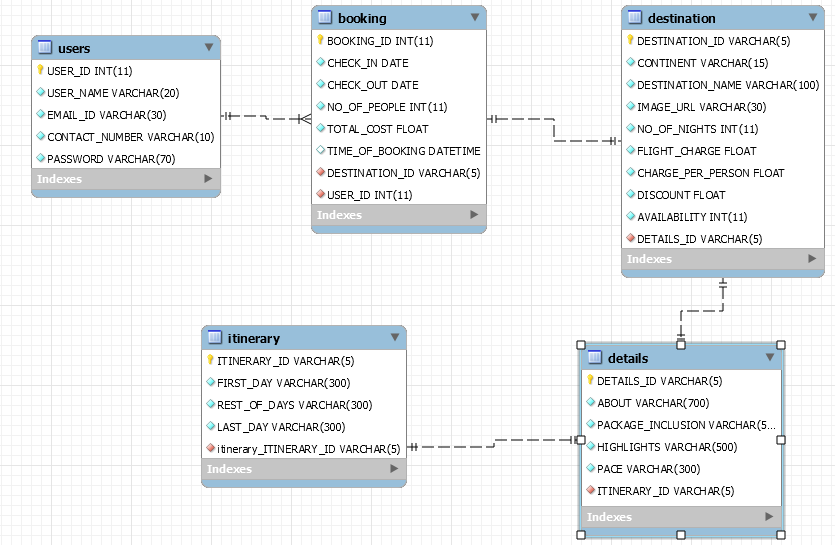 users
USER_ID INT(11)
USER_NAME VARCHAR(20)
EMAIL_ID VARCHAR(30)
CONTACT_NUMBER VARCHAR(10)
PASSWORD VARCHAR(70)
Indexes
booking
BOOKING_ID INT(11)
CHECK_IN DATE
CHECK_OUT DATE
NO_OF_PEOPLE INT(11)
TOTAL_COST FLOAT
TIME_OF_BOOKING DATETIME
DESTINATION_ID VARCHAR(5)
USER_ID INT(11)
Indexes
destination
DESTINATION_ID VARCHAR(5)
CONTINENT VARCHAR(15)
DESTINATION_NAME VARCHAR(100)
IMAGE_URL VARCHAR(30)
NO_OF_NIGHTS INT(11)
FLIGHT_CHARGE FLOAT
CHARGE_PER_PERSON FLOAT
DISCOUNT FLOAT
AVAILABILITY INT(11)
DETAILS_ID VARCHAR(5)
Indexes
itinerary
ITINERARY_ID VARCHAR(5)
FIRST_DAY VARCHAR(300)
REST_OF_DAYS VARCHAR(300)
LAST_DAY VARCHAR(300)
itinerary_ITINERARY_ID VARCHAR(5)
Indexes
details
DETAILS_ID VARCHAR(5)
ABOUT VARCHAR(700)
PACKAGE_INCLUSION VARCHAR(5...
HIGHLIGHTS VARCHAR(500)
PACE VARCHAR(300)
ITINERARY_ID VARCHAR(5)
Indexes